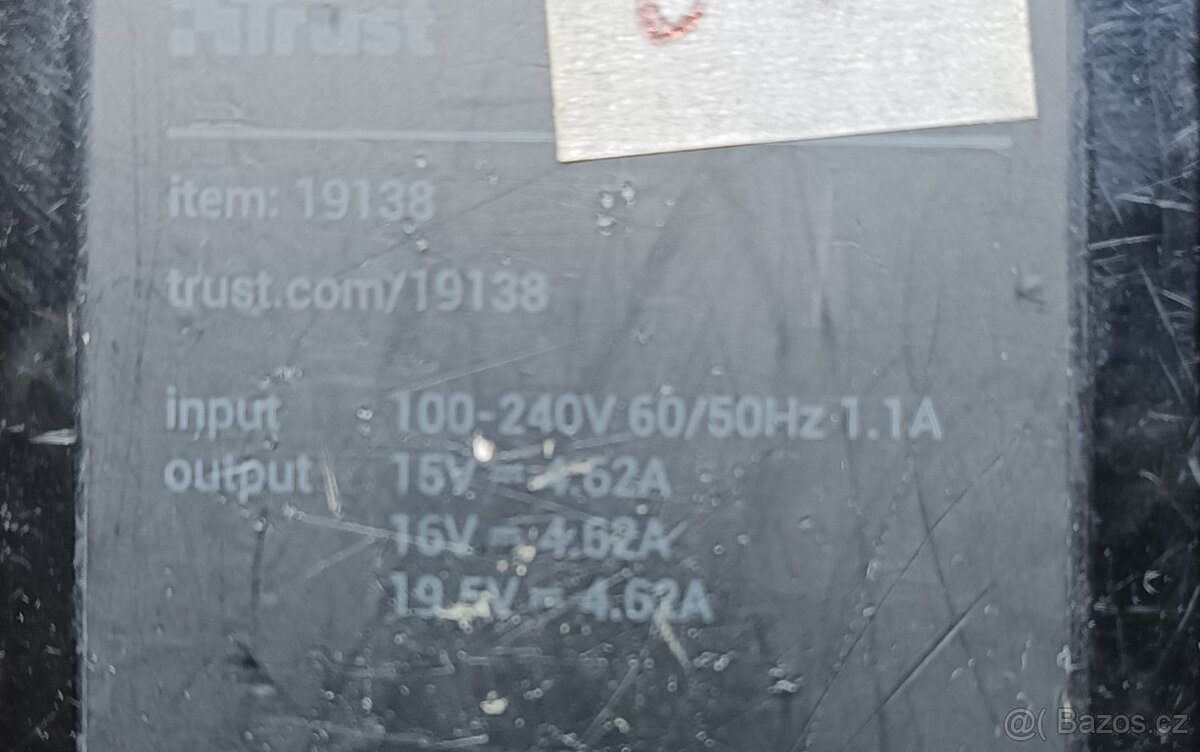 Trust
item: 19138
trust.com/19138
input 100-240V 60/50Hz 1.1A
output 15V = 4.62A
16V = 4.62A
19.5V = 4.62A
@( Bazos.cz